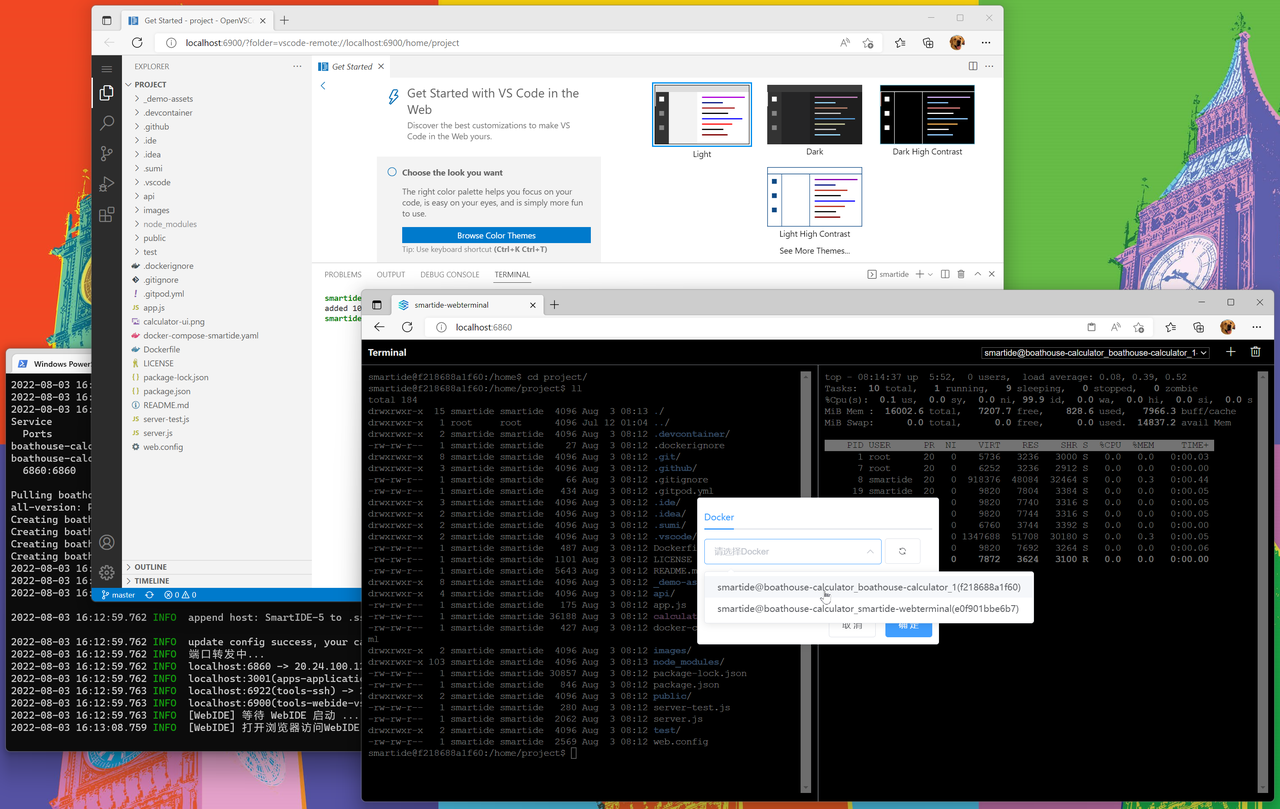 Get Started - project - OpenVSC
localhost:6900/?folder=vscode-remote://localhost:6900/home/project
EXPLORER
PROJECT
_demo-assets
.devcontainer
.github
.ide
.idea
.sumi
.vscode
api
images
node_modules
public
test
.dockerignore
.gitignore
.gitpod.yml
app.js
calculator-ui.png
docker-compose-smartide.yaml
Dockerfile
LICENSE
package-lock.json
package.json
README.md
server-test.js
server.js
web.config
OUTLINE
TIMELINE
master
0
0
Get Started
Get Started with VS Code in the
Web
Discover the best customizations to make VS
Code in the Web yours.
Choose the look you want
The right color palette helps you focus on your
code, is easy on your eyes, and is simply more fun
to use.
Browse Color Themes
Tip: Use keyboard shortcut (Ctrl+K Ctrl+T)
Light
Dark
Dark High Contrast
Light High Contrast
See More Themes...
PROBLEMS
OUTPUT
DEBUG CONSOLE
TERMINAL
smartide
smartide
added 10
smartide
Windows Power
2022-08-03 16:
2022-08-03 16:
2022-08-03 16:
Service
Ports
boathouse-calc
boathouse-calc
6860:6860
Pulling boatho
all-version: P
Creating boath
Creating boath
Creating boath
Creating boath
2022-08-03 16:12:59.762 INFO append host: SmartIDE-5 to .ss
2022-08-03 16:12:59.762 INFO update config success, your ca
2022-08-03 16:12:59.762 INFO 端口转发中...
2022-08-03 16:12:59.762 INFO localhost:6860 -> 20.24.100.12
2022-08-03 16:12:59.762 INFO localhost:3001(apps-applicatio
2022-08-03 16:12:59.763 INFO localhost:6922(tools-ssh) ->
2022-08-03 16:12:59.763 INFO localhost:6900(tools-webide-vs
2022-08-03 16:12:59.763 INFO [WebIDE] 等待 WebIDE 启动 ...
2022-08-03 16:13:08.759 INFO [WebIDE] 打开浏览器访问WebIDE
smartide-webterminal
localhost:6860
Terminal
smartide@boathouse-calculator_boathouse-calculator_1
smartide@f218688a1f60:/home$ cd project/
smartide@f218688a1f60:/home/project$ ll
total 184
drwxrwxr-x 15 smartide smartide 4096 Aug 3 08:13 ./
drwxr-xr-x 1 root root 4096 Jul 12 01:04 ../
drwxrwxr-x 2 smartide smartide 4096 Aug 3 08:12 .devcontainer/
-rw-rw-r-- 1 smartide smartide 27 Aug 3 08:12 .dockerignore
drwxrwxr-x 8 smartide smartide 4096 Aug 3 08:12 .git/
drwxrwxr-x 3 smartide smartide 4096 Aug 3 08:12 .github/
-rw-rw-r-- 1 smartide smartide 66 Aug 3 08:12 .gitignore
-rw-rw-r-- 1 smartide smartide 434 Aug 3 08:12 .gitpod.yml
drwxrwxrwx 3 smartide smartide 4096 Aug 3 08:12 .ide/
drwxrwxr-x 2 smartide smartide 4096 Aug 3 08:12 .idea/
drwxrwxr-x 2 smartide smartide 4096 Aug 3 08:12 .sumi/
drwxrwxr-x 2 smartide smartide 4096 Aug 3 08:12 .vscode/
-rw-rw-r-- 1 smartide smartide 487 Aug 3 08:12 Dockerfi
-rw-rw-r-- 1 smartide smartide 1101 Aug 3 08:12 LICENSE
-rw-rw-r-- 1 smartide smartide 5643 Aug 3 08:12 README.m
drwxrwxr-x 8 smartide smartide 4096 Aug 3 08:12 _demo-as
drwxrwxr-x 4 smartide smartide 4096 Aug 3 08:12 api/
-rw-rw-r-- 1 smartide smartide 175 Aug 3 08:12 app.js
-rw-rw-r-- 1 smartide smartide 36188 Aug 3 08:12 calculat
-rw-rw-r-- 1 smartide smartide 427 Aug 3 08:12 docker-c
ml
drwxrwxr-x 2 smartide smartide 4096 Aug 3 08:12 images/
drwxrwxr-x 103 smartide smartide 4096 Aug 3 08:13 node_modules/
-rw-rw-r-- 1 smartide smartide 30857 Aug 3 08:12 package-lock.json
-rw-rw-r-- 1 smartide smartide 846 Aug 3 08:12 package.json
drwxrwxr-x 2 smartide smartide 4096 Aug 3 08:12 public/
-rw-rw-r-- 1 smartide smartide 280 Aug 3 08:12 server-test.js
-rw-rw-r-- 1 smartide smartide 2062 Aug 3 08:12 server.js
drwxrwxr-x 2 smartide smartide 4096 Aug 3 08:12 test/
-rw-rw-r-- 1 smartide smartide 2569 Aug 3 08:12 web.config
smartide@f218688a1f60:/home/project$
top - 08:14:37 up 5:52, 0 users, load average: 0.08, 0.39, 0.52
Tasks: 10 total, 1 running, 9 sleeping, 0 stopped, 0 zombie
%Cpu(s): 0.1 us, 0.0 sy, 0.0 ni, 99.9 id, 0.0 wa, 0.0 hi, 0.0 si, 0.0 s
MiB Mem : 16002.6 total, 7207.7 free, 828.6 used, 7966.3 buff/cache
MiB Swap: 0.0 total, 0.0 free, 0.0 used. 14837.2 avail Mem
PID USER PR NI VIRT RES SHR S %CPU %MEM TIME+
1 root 20 0 5736 3236 3000 S 0.0 0.0 0:00.03
7 root 20 0 6252 3236 2912 S 0.0 0.0 0:00.00
8 smartide 20 0 918376 48084 32464 S 0.0 0.3 0:00.44
19 smartide 20 0 9820 7804 3384 S 0.0 0.0 0:00.05
0 9820 7740 3316 S 0.0 0.0 0:00.05
0 9820 7744 3316 S 0.0 0.0 0:00.05
0 6760 3744 3392 S 0.0 0.0 0:00.00
0 1347688 51708 30180 S 0.0 0.3 0:00.05
0 9820 7692 3264 S 0.0 0.0 0:00.06
0 7872 3624 3100 R 0.0 0.0 0:00.00
Docker
请选择Docker
smartide@boathouse-calculator_boathouse-calculator_1(f218688a1f60)
smartide@boathouse-calculator_smartide-webterminal(e0f901bbe6b7)
取消
确定